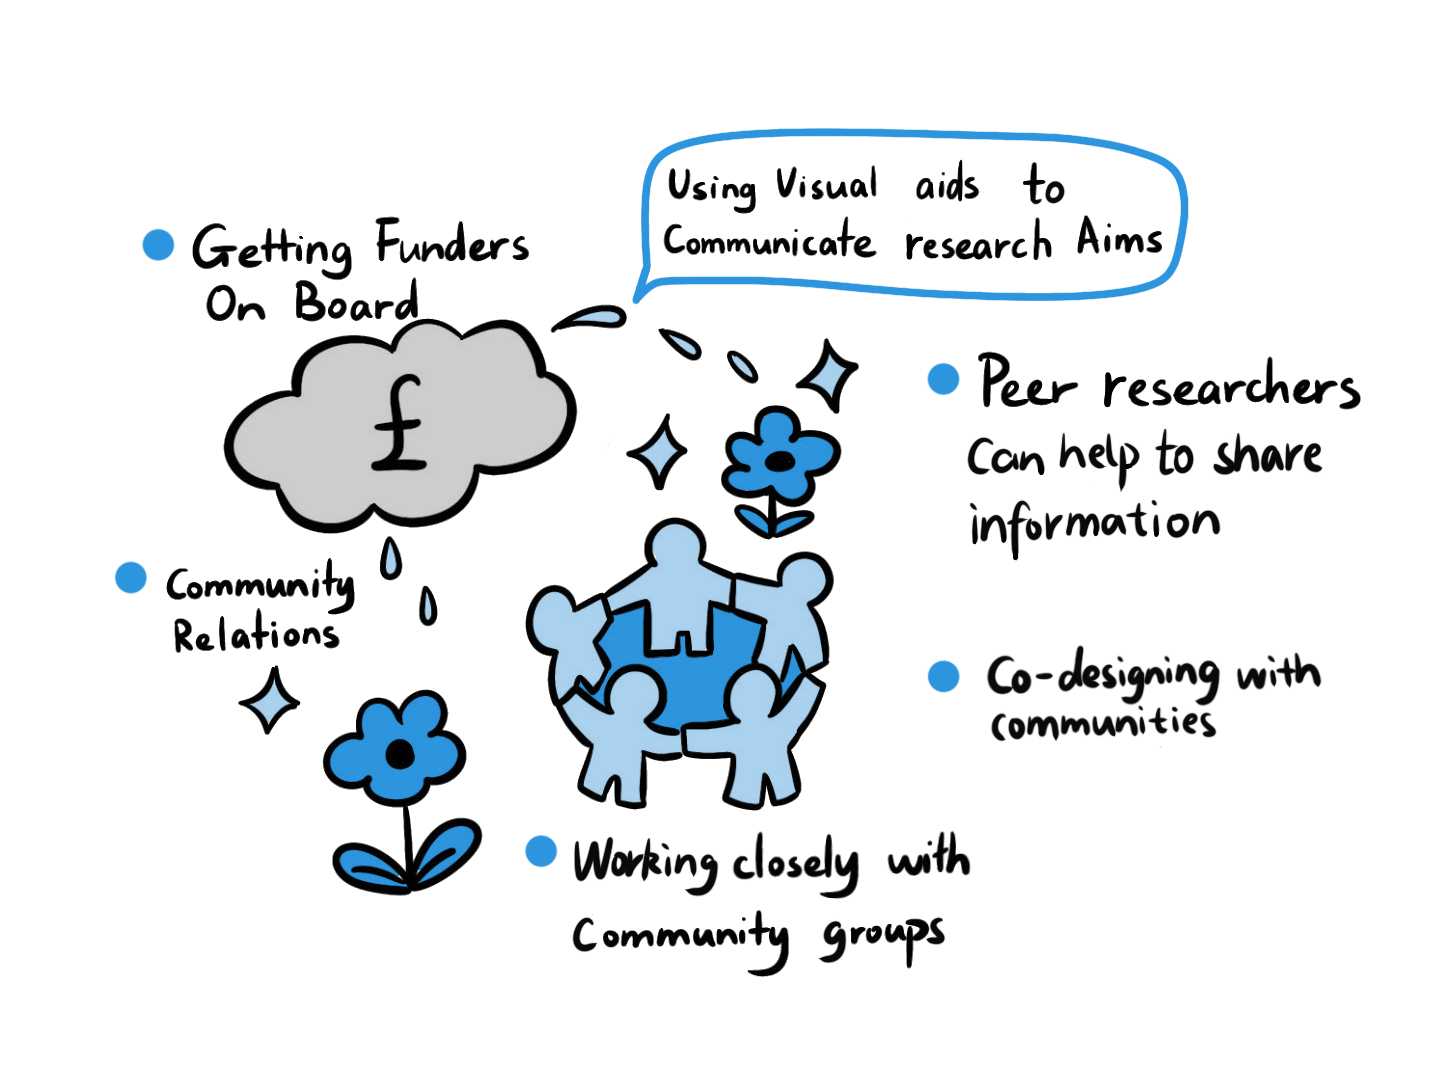 Using Visual aids to
Communicate research Aims
Getting Funders
On Board
£
Peer researchers
Can help to share
information
Community
Relations
Co-designing with
communities
Working closely with
Community groups